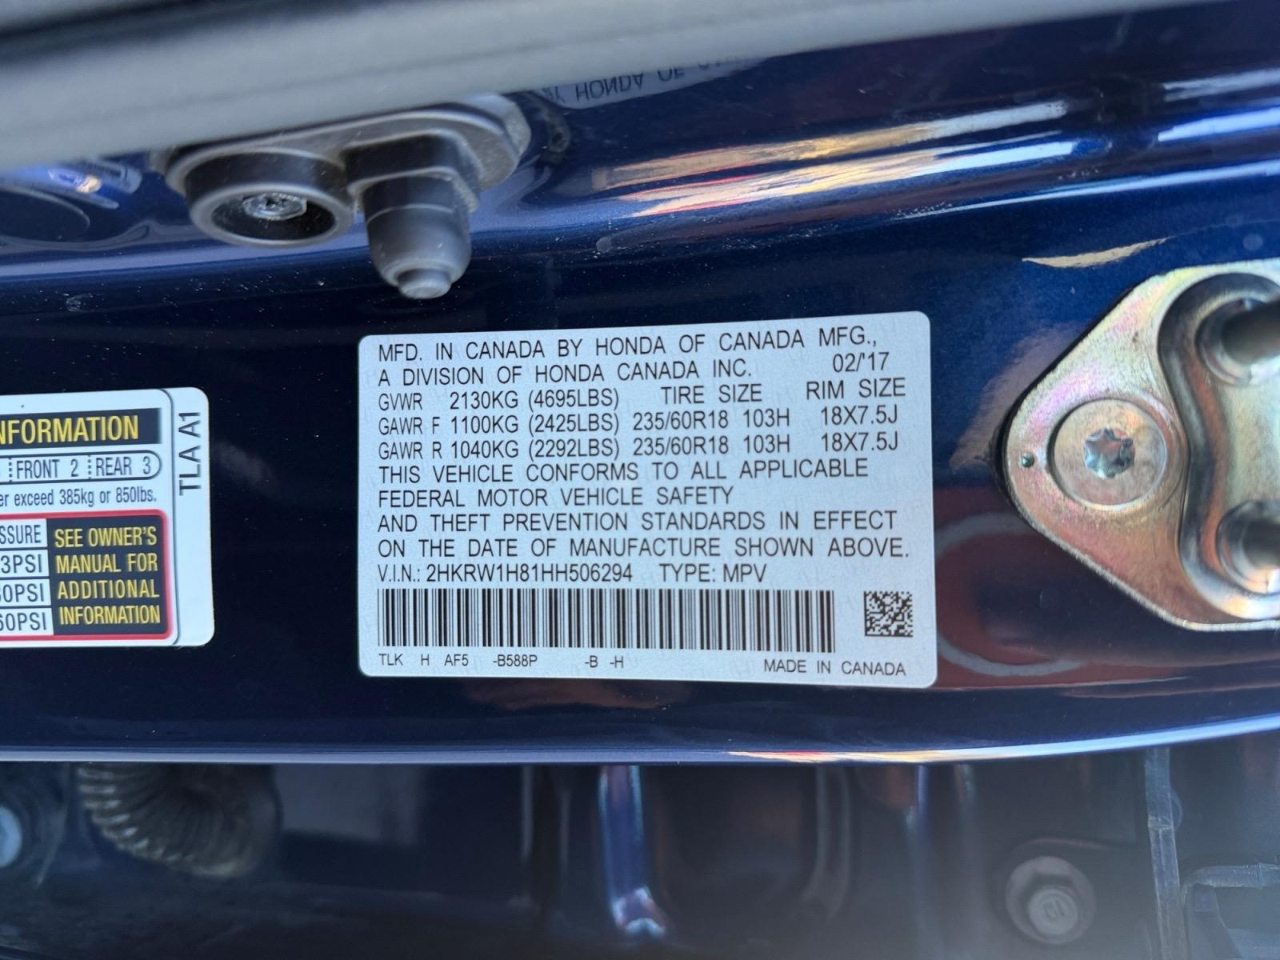 HONDA OF
MFD. IN CANADA BY HONDA OF CANADA MFG.,
A DIVISION OF HONDA CANADA INC. 02/'17
GVWR 2130KG (4695LBS) TIRE SIZE RIM SIZE
GAWR F 1100KG (2425LBS) 235/60R18 103H 18X7.5J
GAWR R 1040KG (2292LBS) 235/60R18 103H 18X7.5J
THIS VEHICLE CONFORMS TO ALL APPLICABLE
FEDERAL MOTOR VEHICLE SAFETY
AND THEFT PREVENTION STANDARDS IN EFFECT
ON THE DATE OF MANUFACTURE SHOWN ABOVE.
V.I.N.: 2HKRW1H81HH506294 TYPE: MPV
TLK H AF5 -B588P -B -H MADE IN CANADA
NFORMATION
FRONT 2 REAR 3
er exceed 385kg or 850lbs.
SSURE
3PSI
60PSI
SEE OWNER'S
MANUAL FOR
ADDITIONAL
INFORMATION
TLA A1